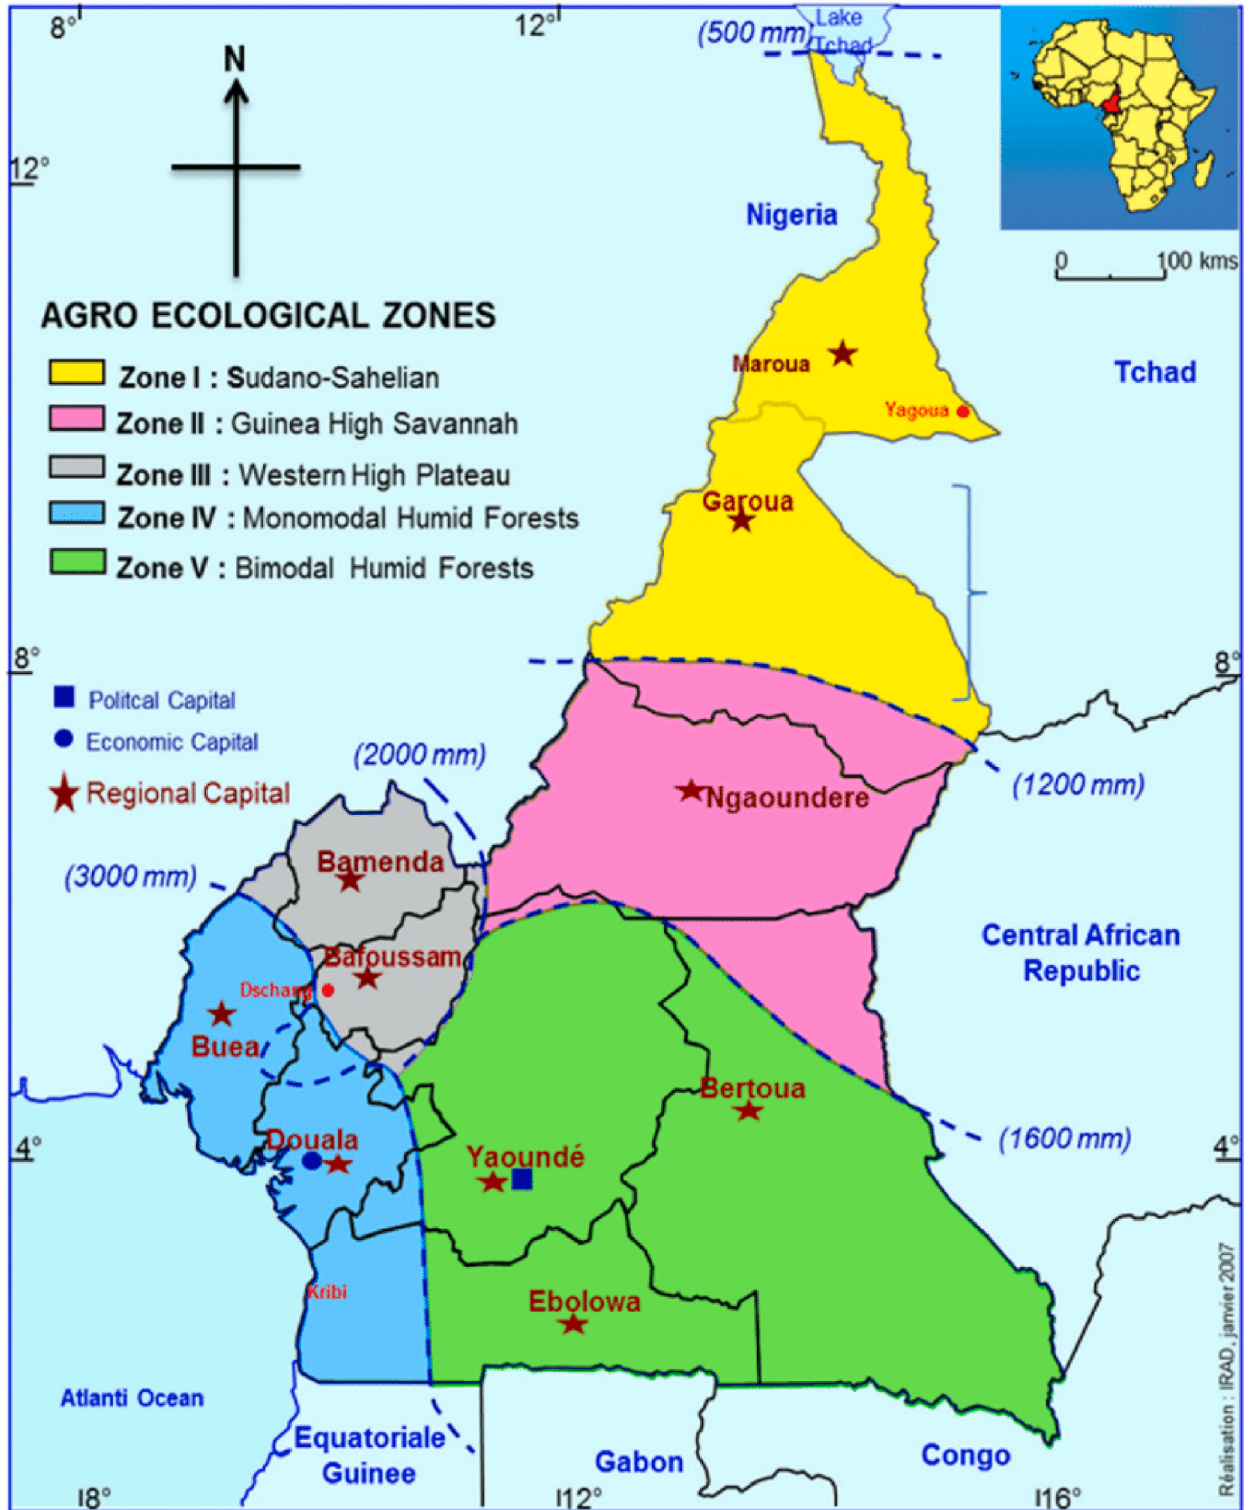 8°
12°
(500 mm)
Lake
Tchad
N
12°
Nigeria
0 100 kms
AGRO ECOLOGICAL ZONES
Zone I : Sudano-Sahelian
Zone II : Guinea High Savannah
Zone III : Western High Plateau
Zone IV : Monomodal Humid Forests
Zone V : Bimodal Humid Forests
Maroua
Tchad
Yagoua
Garoua
8°
8°
Politcal Capital
Economic Capital
Regional Capital
(2000 mm)
(1200 mm)
Ngaoundere
(3000 mm)
Bamenda
Central African
Republic
Bafoussam
Dschang
Buea
Bertoua
(1600 mm)
Douala
4°
4°
Yaoundé
Kribi
Ebolowa
Atlanti Ocean
Equatoriale
Guinee
Gabon
Congo
8°
12°
16°
Réalisation : IRAD, janvier 2007